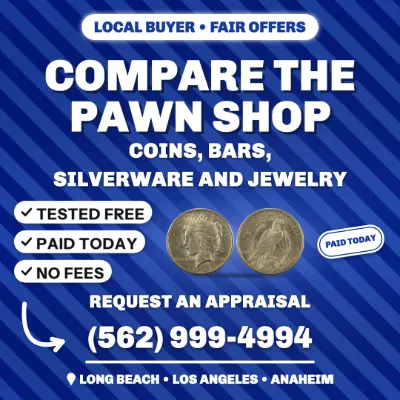 LOCAL BUYER • FAIR OFFERS
COMPARE THE
PAWN SHOP
COINS, BARS,
SILVERWARE AND JEWELRY
✓ TESTED FREE
✓ PAID TODAY
✓ NO FEES
PAID TODAY
REQUEST AN APPRAISAL
(562) 999-4994
LONG BEACH • LOS ANGELES • ANAHEIM